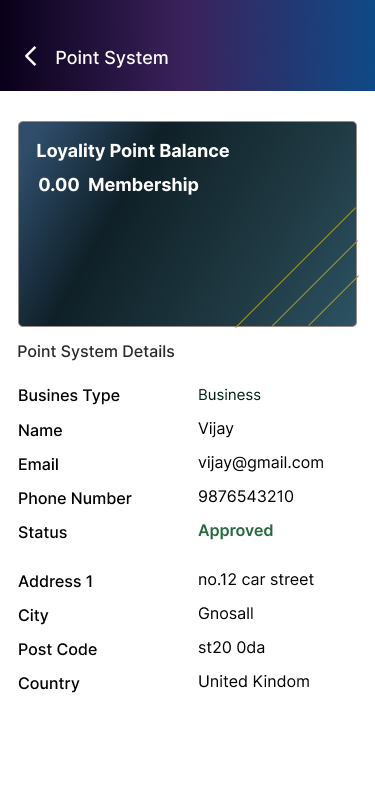 Point System
Loyality Point Balance
0.00 Membership
Point System Details
Busines Type Business
Name Vijay
Email vijay@gmail.com
Phone Number 9876543210
Status Approved
Address 1 no.12 car street
City Gnosall
Post Code st20 0da
Country United Kindom